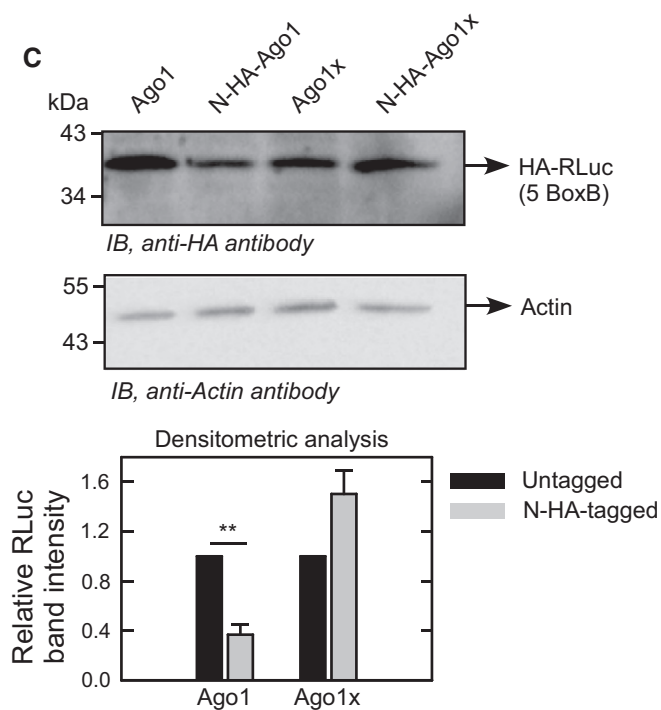 C
Ago1
N-HA-Ago1
Ago1x
N-HA-Ago1x
kDa
43
34
HA-RLuc
(5 BoxB)
IB, anti-HA antibody
55
43
Actin
IB, anti-Actin antibody
Densitometric analysis
Relative RLuc
band intensity
1.6
1.2
0.8
0.4
0.0
**
Untagged
N-HA-tagged
Ago1
Ago1x